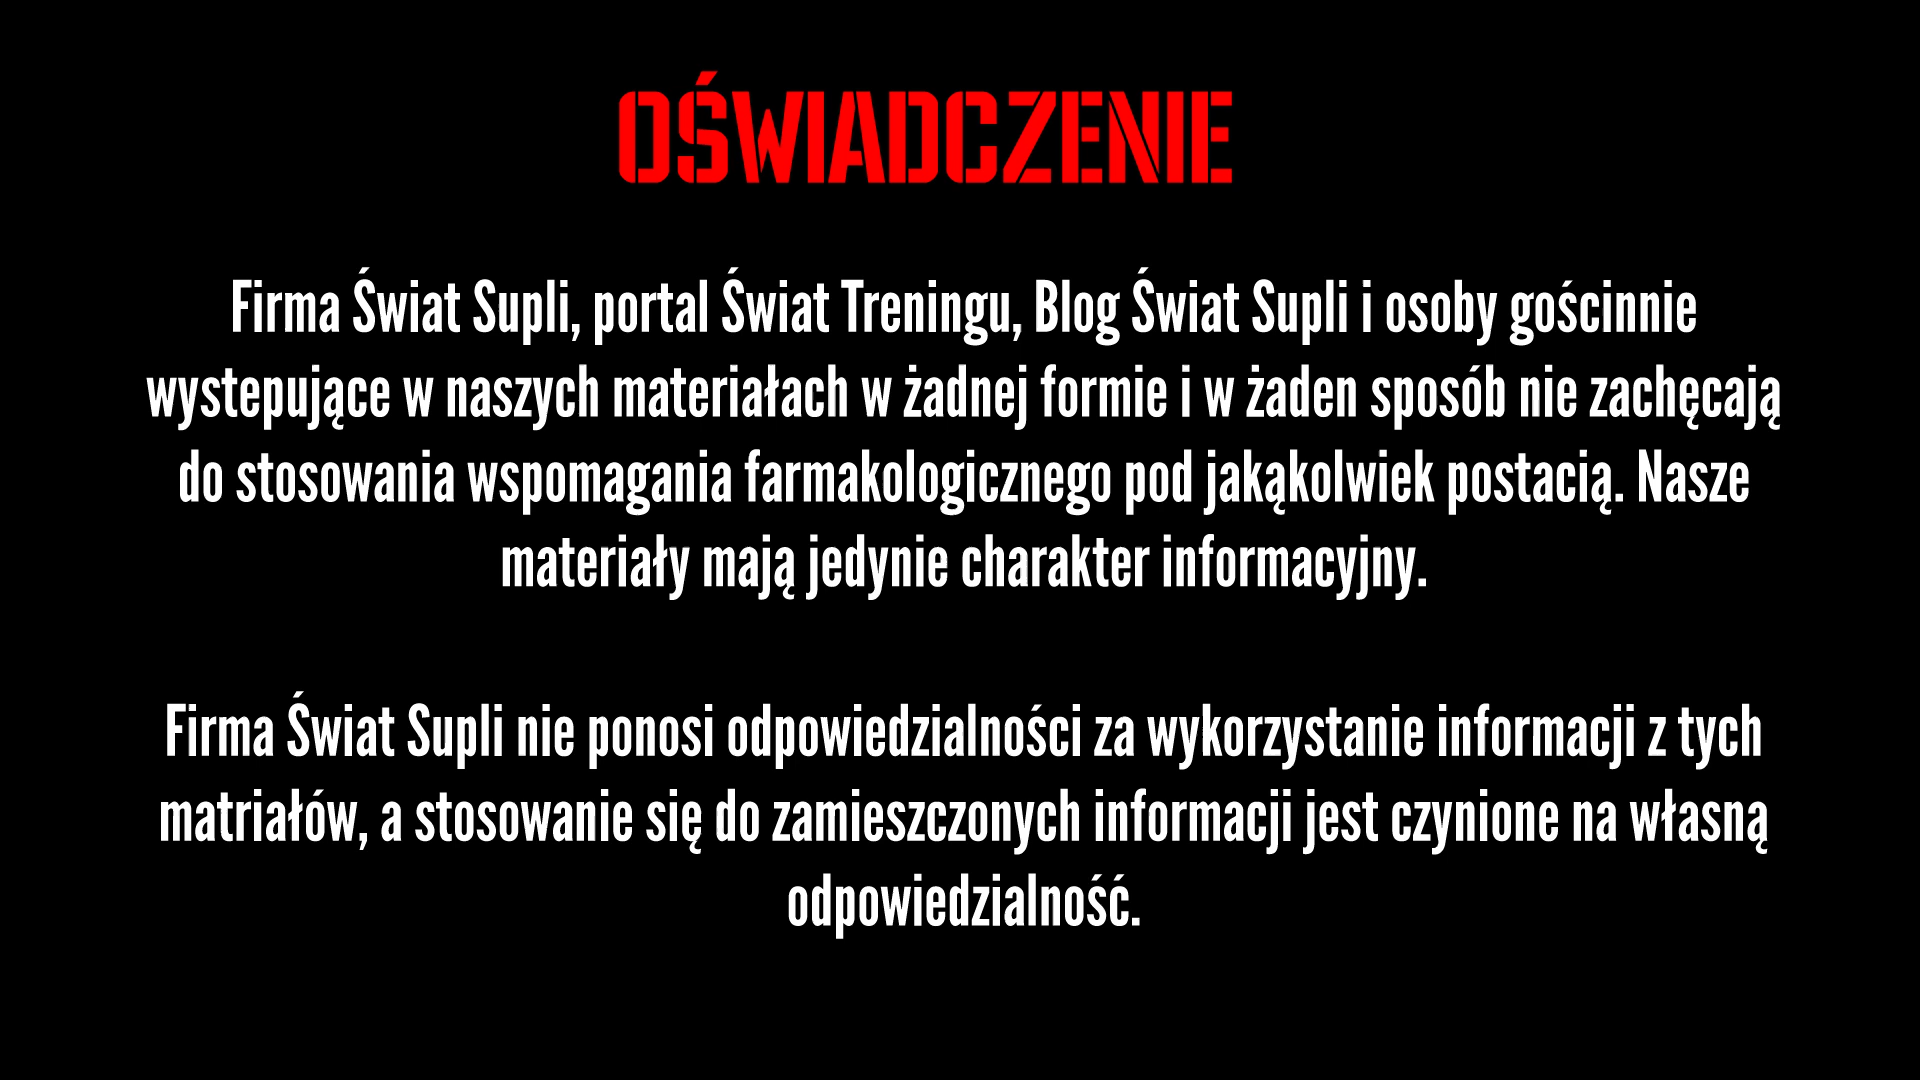 OŚWIADCZENIE
Firma Świat Supli, portal Świat Treningu, Blog Świat Supli i osoby gościnnie
wystepujące w naszych materiałach w żadnej formie i w żaden sposób nie zachęcają
do stosowania wspomagania farmakologicznego pod jakąkolwiek postacią. Nasze
materiały mają jedynie charakter informacyjny.
Firma Świat Supli nie ponosi odpowiedzialności za wykorzystanie informacji z tych
matriałów, a stosowanie się do zamieszczonych informacji jest czynione na własną
odpowiedzialność.